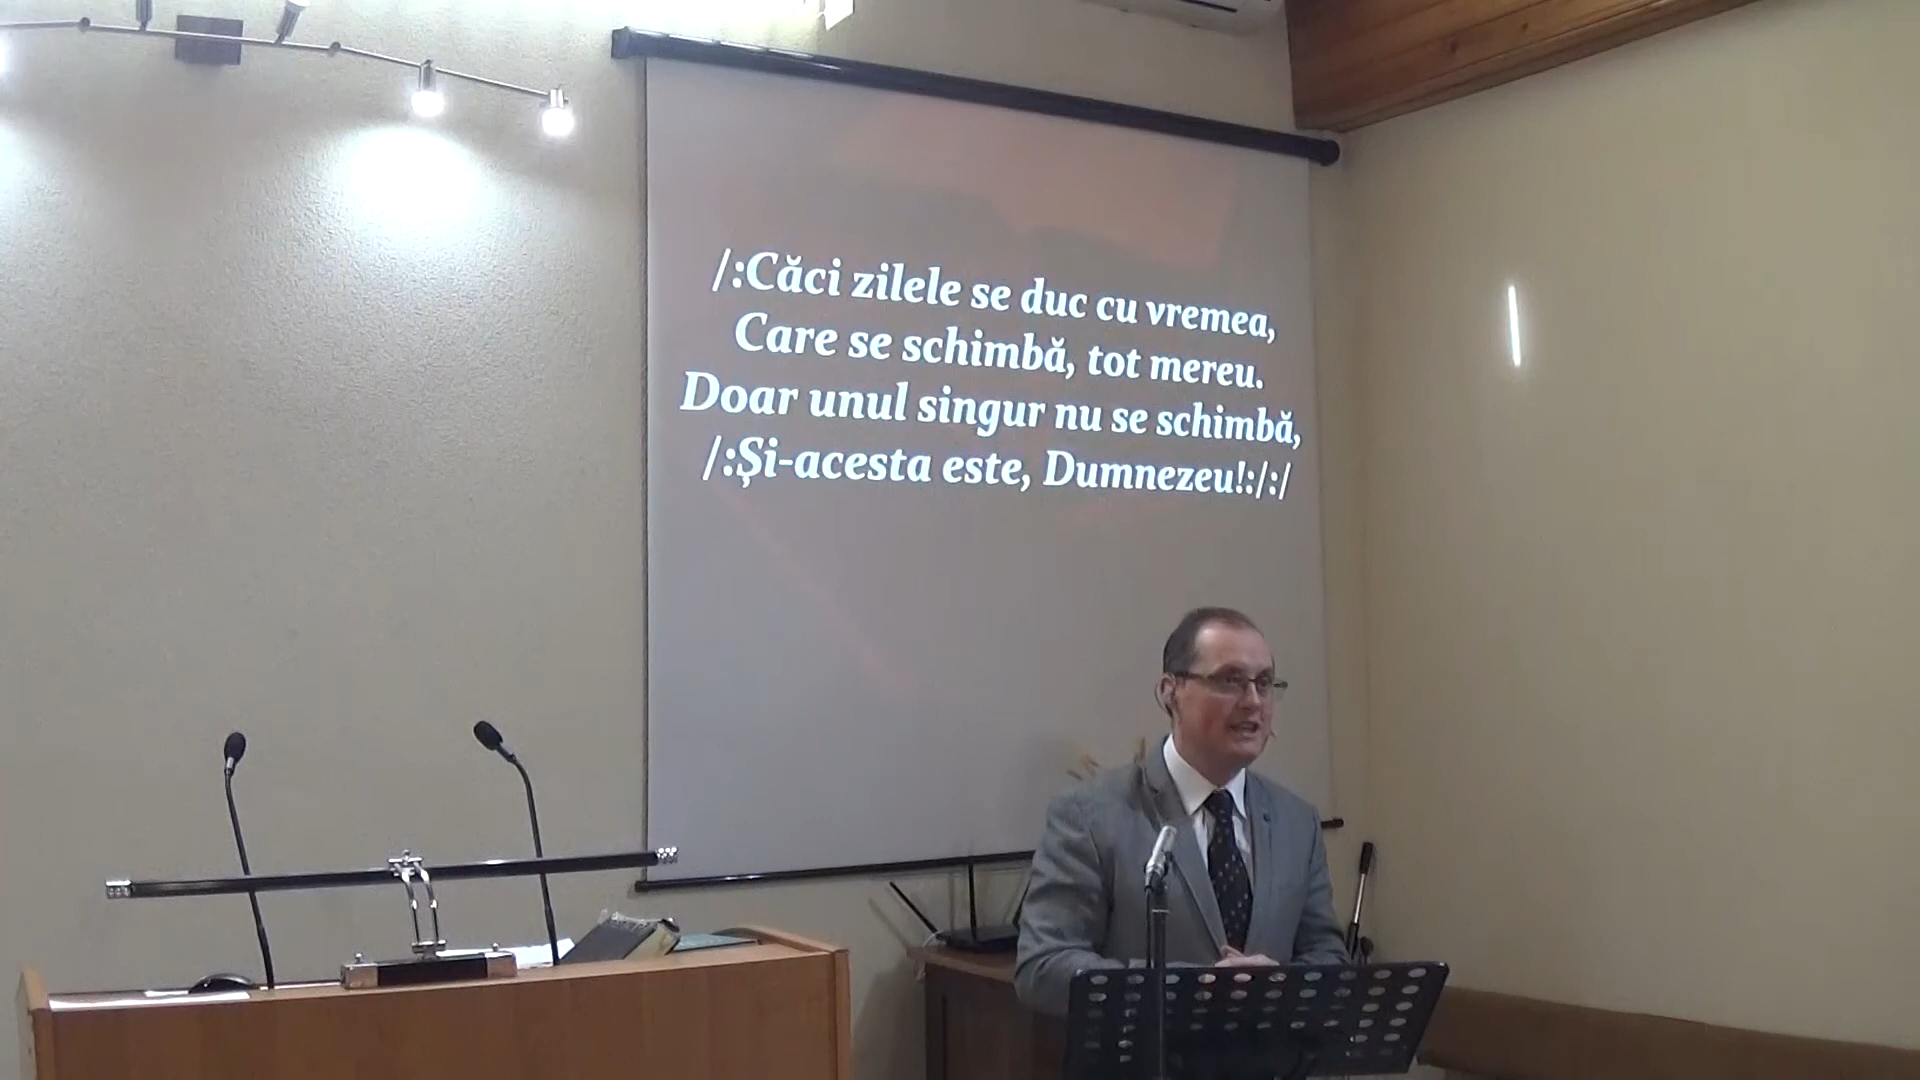 /:Căci zilele se duc cu vremea,
Care se schimbă, tot mereu.
Doar unul singur nu se schimbă,
/:Și-acesta este, Dumnezeu!:/:/